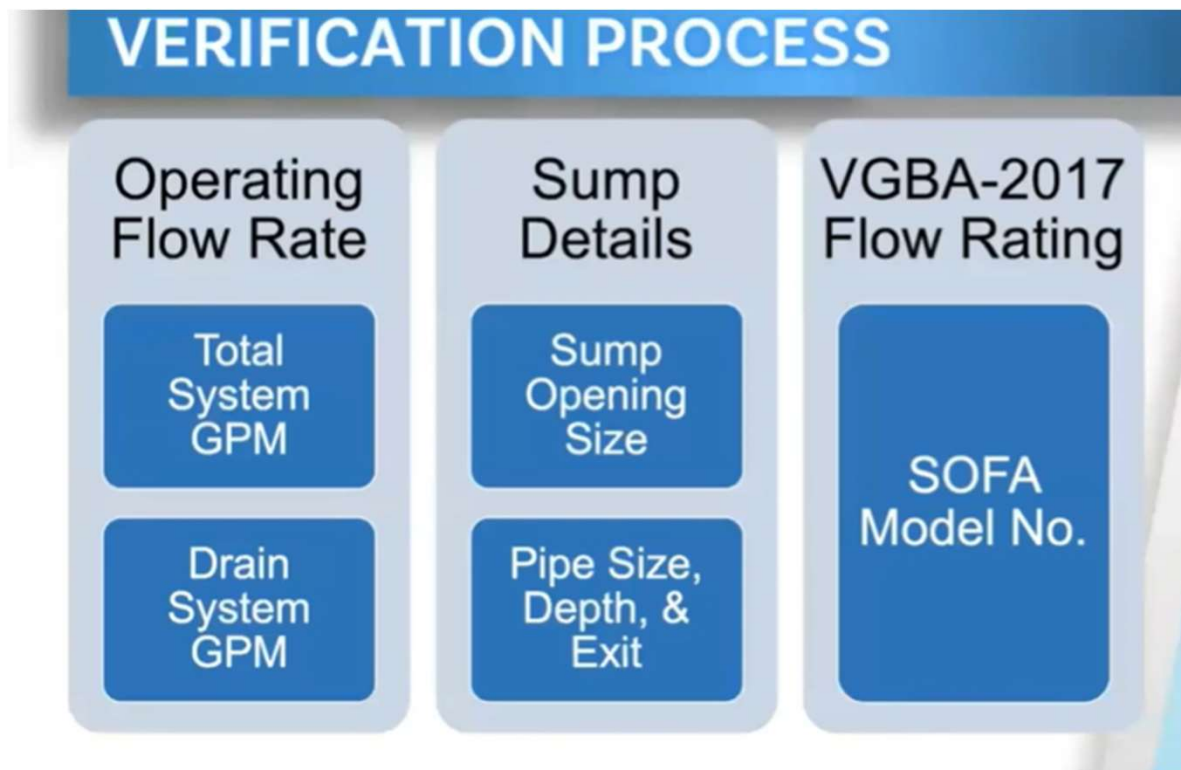 VERIFICATION PROCESS
Operating
Flow Rate
Total
System
GPM
Drain
System
GPM
Sump
Details
Sump
Opening
Size
Pipe Size,
Depth, &
Exit
VGBA-2017
Flow Rating
SOFA
Model No.